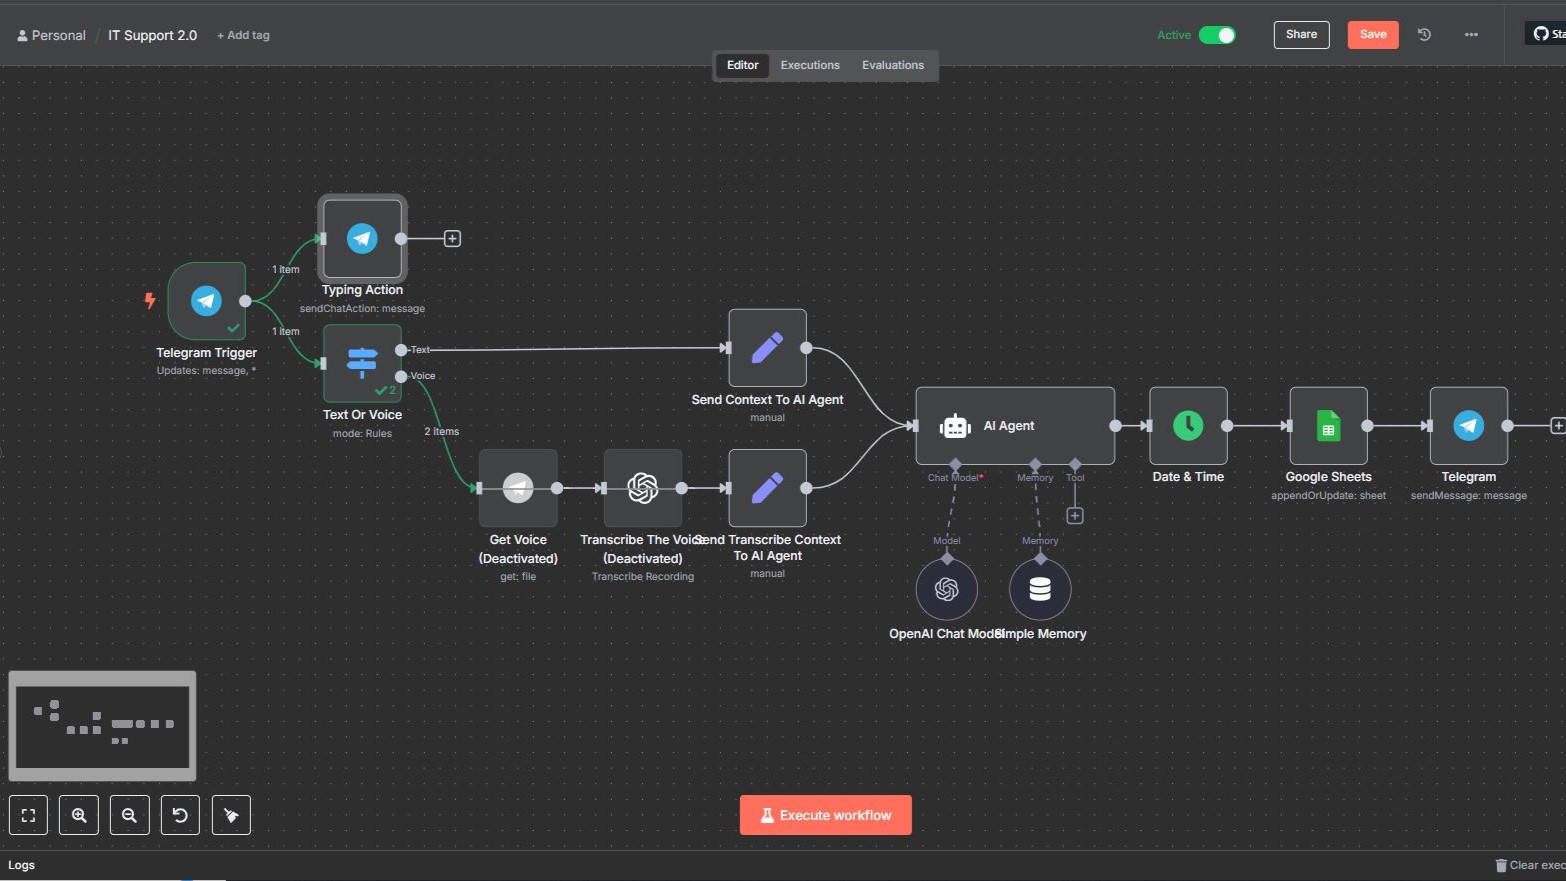 Personal / IT Support 2.0 + Add tag
Active Share Save ••• Sta
Editor Executions Evaluations
1 item
Typing Action
sendChatAction: message
1 item
Telegram Trigger
Updates: message, *
Text
Voice
2
Text Or Voice
mode: Rules
2 items
Send Context To AI Agent
manual
Get Voice
(Deactivated)
get: file
Transcribe The Voice
(Deactivated)
Transcribe Recording
Send Transcribe Context
To AI Agent
manual
AI Agent
Chat Model*
Memory
Tool
Model
Memory
OpenAI Chat Model
Simple Memory
Date & Time
Google Sheets
appendOrUpdate: sheet
Telegram
sendMessage: message
Execute workflow
Logs
Clear exec